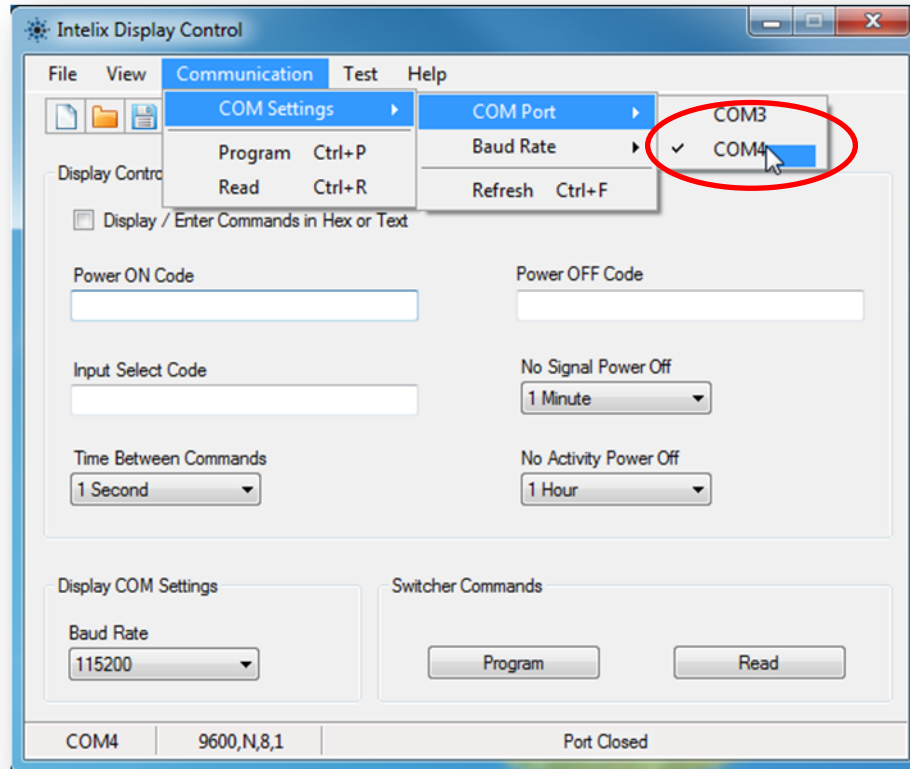 Intelix Display Control
File View Communication Test Help
COM Settings COM Port COM3
Program Ctrl+P Baud Rate COM4
Read Ctrl+R Refresh Ctrl+F
Display Contro
Display / Enter Commands in Hex or Text
Power ON Code Power OFF Code
Input Select Code No Signal Power Off
1 Minute
Time Between Commands No Activity Power Off
1 Second 1 Hour
Display COM Settings Switcher Commands
Baud Rate
115200 Program Read
COM4 9600,N,8,1 Port Closed